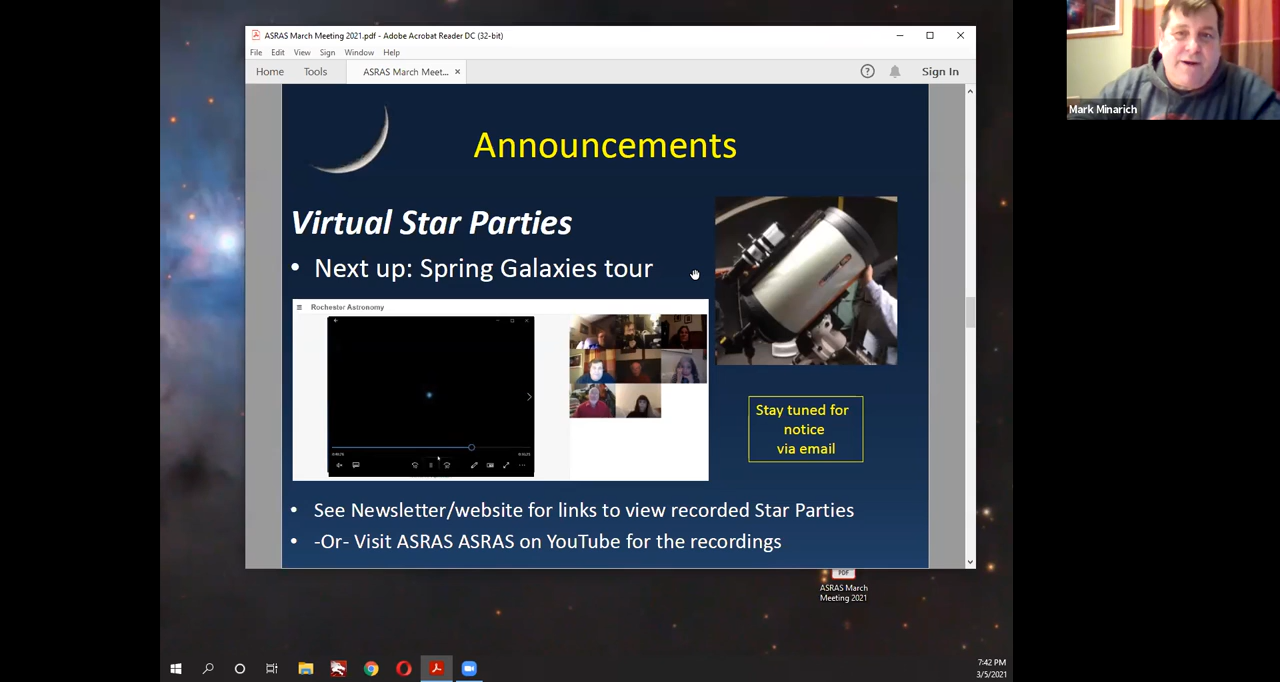 ASRAS March Meeting 2021.pdf - Adobe Acrobat Reader DC (32-bit)
File Edit View Sign Window Help
Home Tools ASRAS March Meet... × Sign In
Mark Minarich
Announcements
Virtual Star Parties
• Next up: Spring Galaxies tour
Rochester Astronomy
Stay tuned for
notice
via email
• See Newsletter/website for links to view recorded Star Parties
• -Or- Visit ASRAS ASRAS on YouTube for the recordings
PDF
ASRAS March
Meeting 2021
7:42 PM
3/5/2021